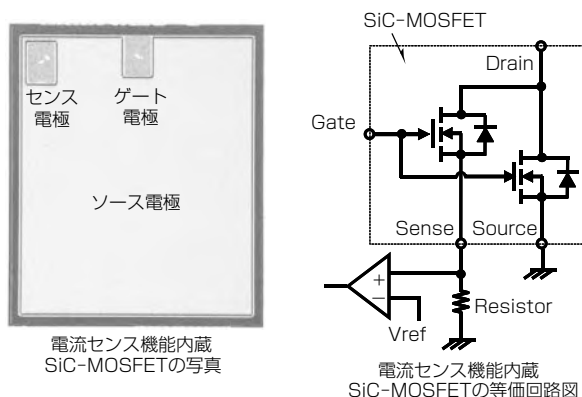 センス
電極
ゲート
電極
ソース電極
電流センス機能内蔵
SiC-MOSFETの写真
SiC-MOSFET
Drain
Gate
Sense
Source
+
−
Resistor
Vref
電流センス機能内蔵
SiC-MOSFETの等価回路図